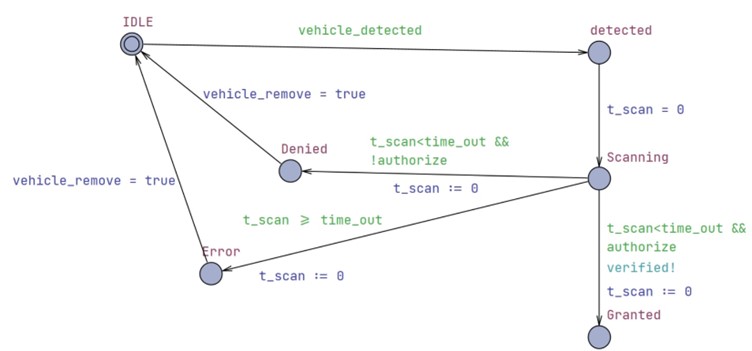 IDLE
vehicle_detected
detected
vehicle_remove = true
t_scan = 0
Denied
t_scan<time_out &&
!authorize
Scanning
t_scan := 0
vehicle_remove = true
t_scan ⩾ time_out
t_scan<time_out &&
authorize
verified!
Error
t_scan := 0
t_scan := 0
Granted